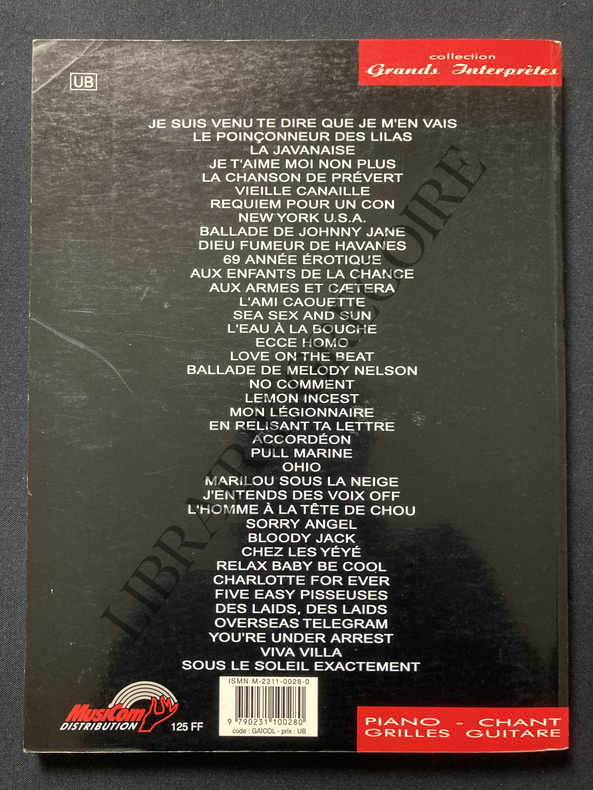 collection
Grands Interprètes
UB
JE SUIS VENU TE DIRE QUE JE M'EN VAIS
LE POINÇONNEUR DES LILAS
LA JAVANAISE
JE T'AIME MOI NON PLUS
LA CHANSON DE PRÉVERT
VIEILLE CANAILLE
REQUIEM POUR UN CON
NEW YORK U.S.A.
BALLADE DE JOHNNY JANE
DIEU FUMEUR DE HAVANES
69 ANNÉE ÉROTIQUE
AUX ENFANTS DE LA CHANCE
AUX ARMES ET CÆTERA
L'AMI CAOUETTE
SEA SEX AND SUN
L'EAU À LA BOUCHE
ECCE HOMO
LOVE ON THE BEAT
BALLADE DE MELODY NELSON
NO COMMENT
LEMON INCEST
MON LÉGIONNAIRE
EN RELISANT TA LETTRE
ACCORDÉON
PULL MARINE
OHIO
MARILOU SOUS LA NEIGE
J'ENTENDS DES VOIX OFF
L'HOMME À LA TÊTE DE CHOU
SORRY ANGEL
BLOODY JACK
CHEZ LES YÉYÉ
RELAX BABY BE COOL
CHARLOTTE FOR EVER
FIVE EASY PISSEUSES
DES LAIDS, DES LAIDS
OVERSEAS TELEGRAM
YOU'RE UNDER ARREST
VIVA VILLA
SOUS LE SOLEIL EXACTEMENT
ISMN M-2311-0028-0
9 790231 100280
code : GAICOL - prix : UB
MusiCom
DISTRIBUTION
125 FF
PIANO - CHANT
GRILLES GUITARE
LIBRAIRIE GREGOIRE